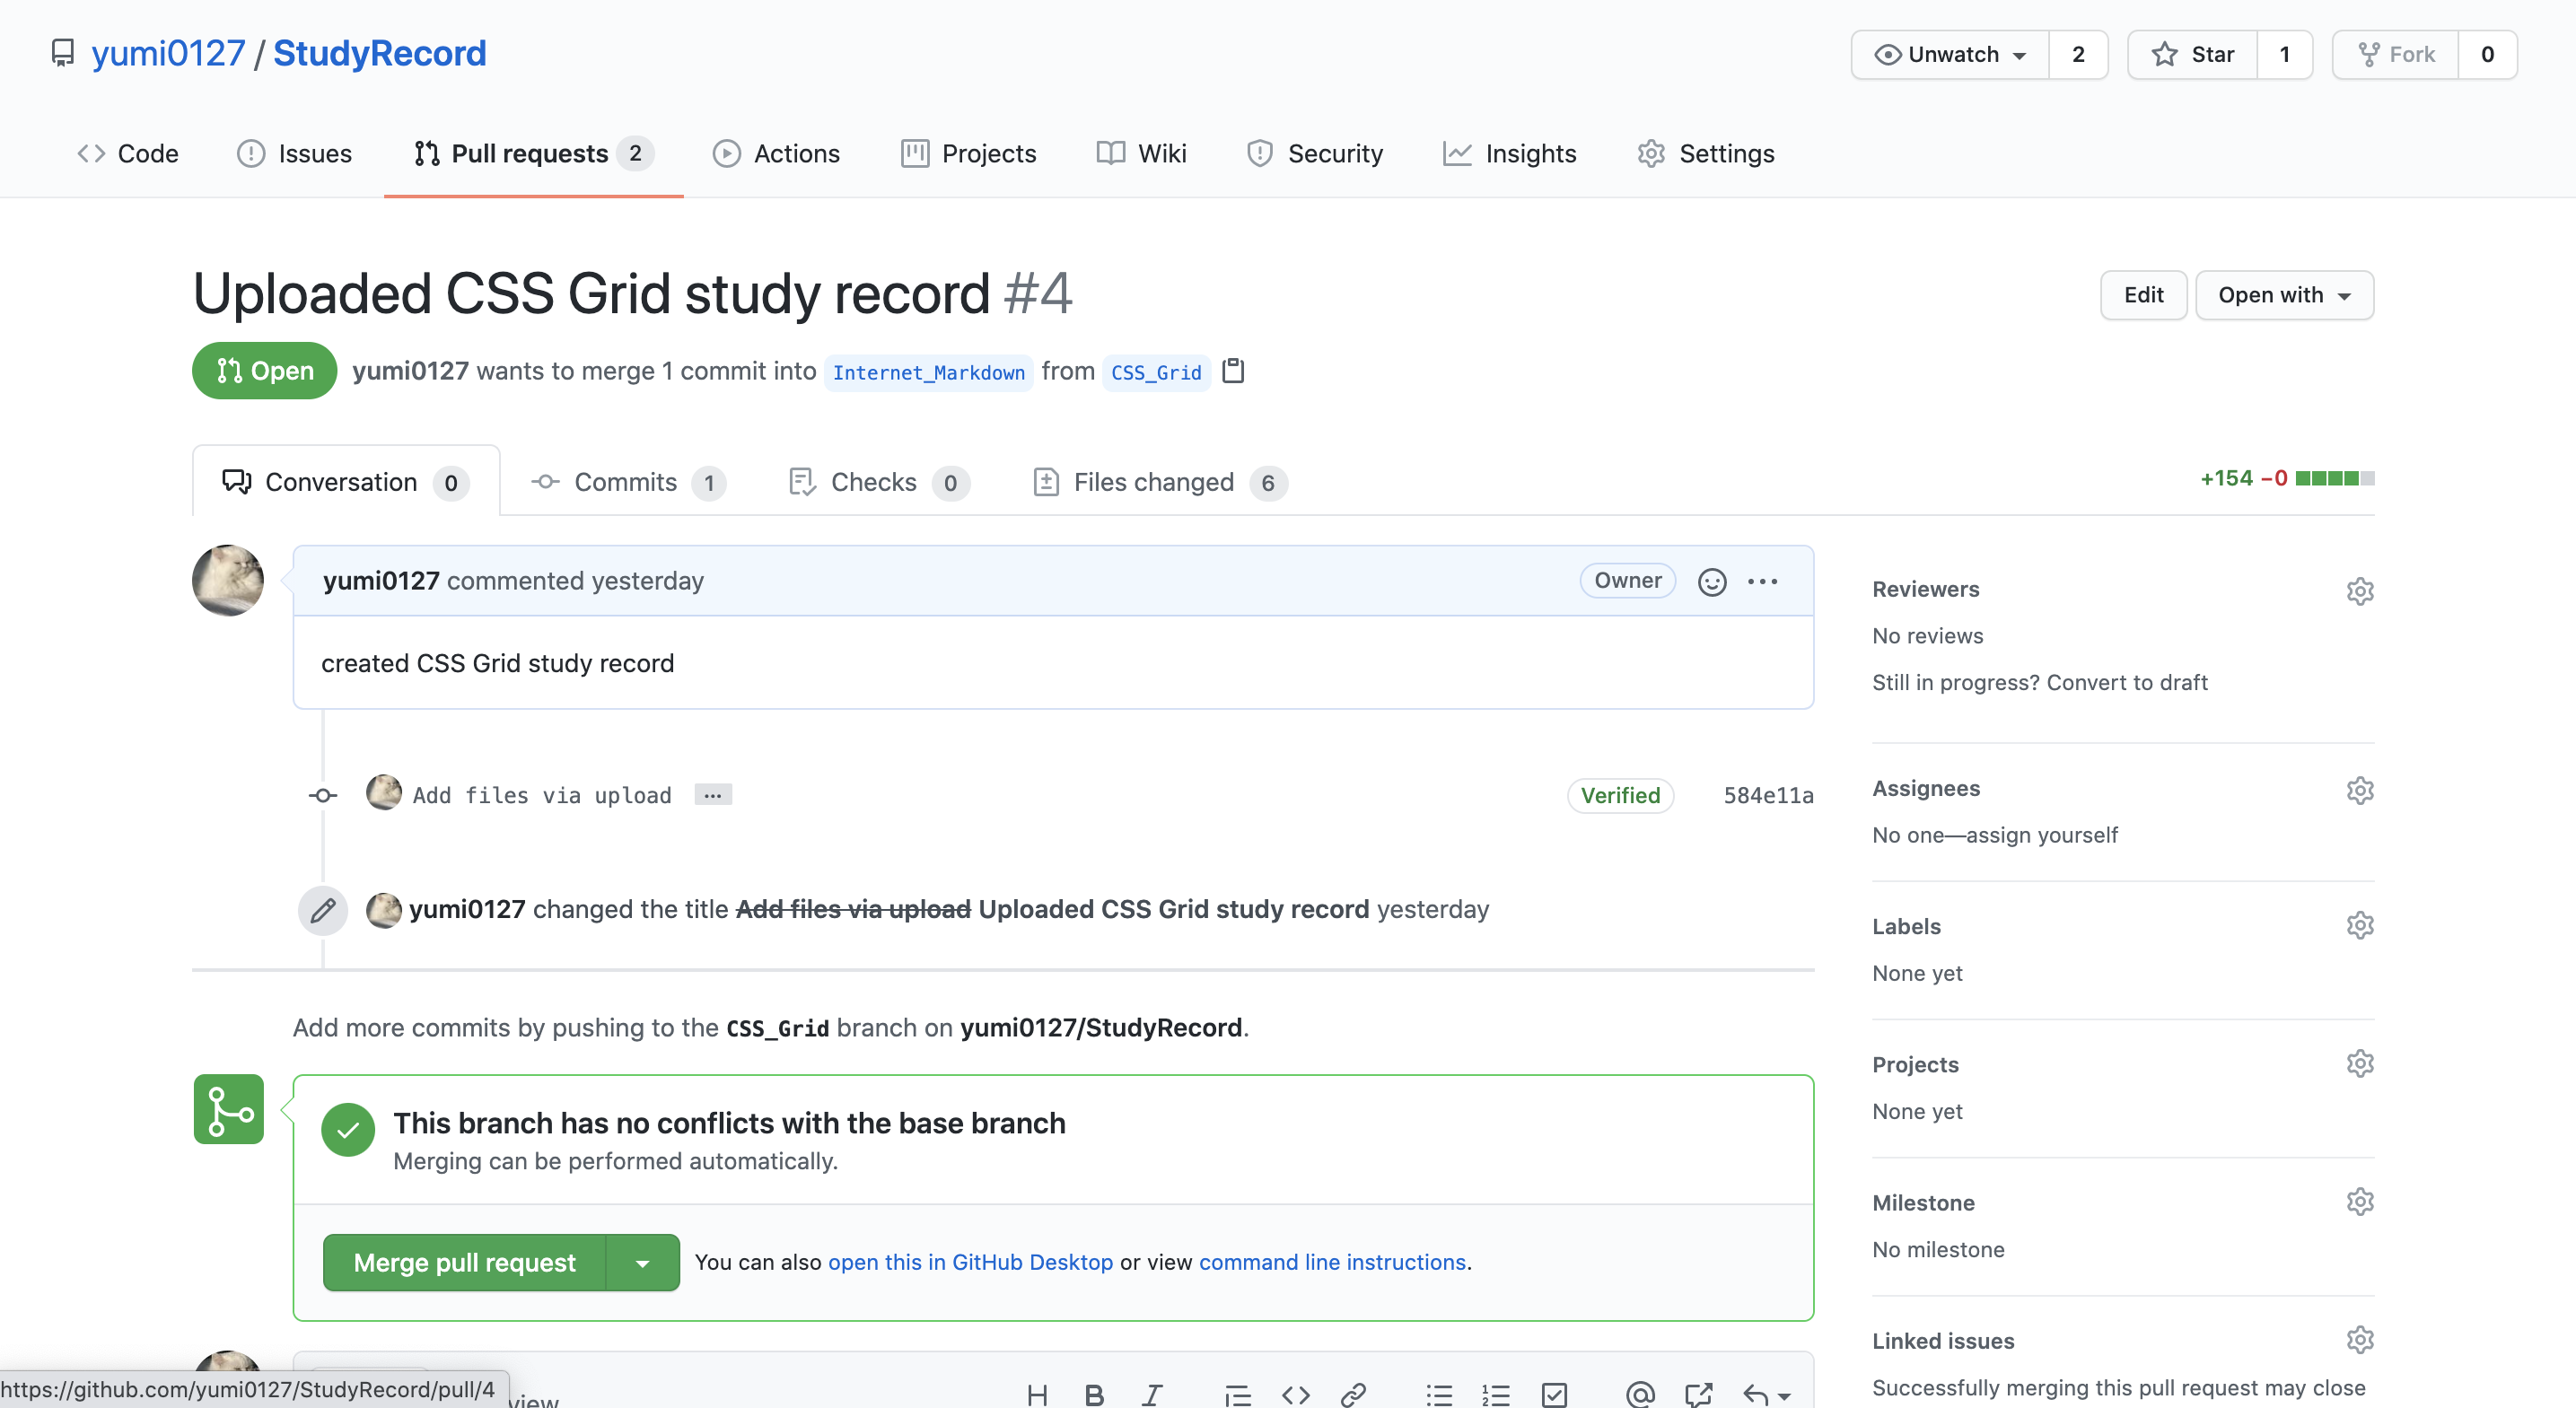 yumi0127 / StudyRecord
Unwatch 2 Star 1 Fork 0
Code Issues Pull requests 2 Actions Projects Wiki Security Insights Settings
Uploaded CSS Grid study record #4
Edit Open with
Open yumi0127 wants to merge 1 commit into Internet_Markdown from CSS_Grid
Conversation 0 Commits 1 Checks 0 Files changed 6
+154 −0
yumi0127 commented yesterday
Owner
created CSS Grid study record
Add files via upload ... Verified 584e11a
yumi0127 changed the title Add files via upload Uploaded CSS Grid study record yesterday
Add more commits by pushing to the CSS_Grid branch on yumi0127/StudyRecord.
This branch has no conflicts with the base branch
Merging can be performed automatically.
Merge pull request
You can also open this in GitHub Desktop or view command line instructions.
Reviewers
No reviews
Still in progress? Convert to draft
Assignees
No one—assign yourself
Labels
None yet
Projects
None yet
Milestone
No milestone
Linked issues
Successfully merging this pull request may close
https://github.com/yumi0127/StudyRecord/pull/4